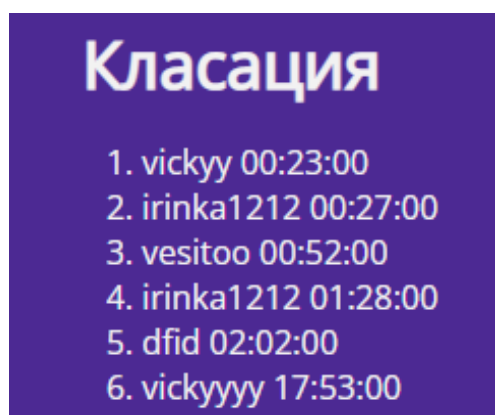 Класация
1. vickyy 00:23:00
2. irinka1212 00:27:00
3. vesitoo 00:52:00
4. irinka1212 01:28:00
5. dfid 02:02:00
6. vickyyyy 17:53:00